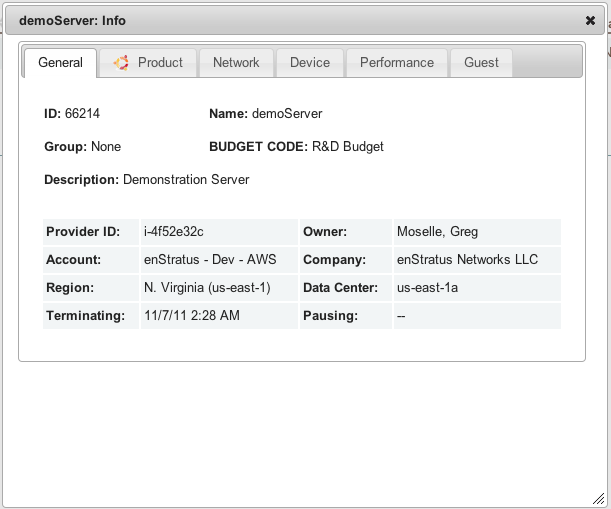 demoServer: Info
General Product Network Device Performance Guest
ID: 66214 Name: demoServer
Group: None BUDGET CODE: R&D Budget
Description: Demonstration Server
Provider ID: i-4f52e32c Owner: Moselle, Greg
Account: enStratus - Dev - AWS Company: enStratus Networks LLC
Region: N. Virginia (us-east-1) Data Center: us-east-1a
Terminating: 11/7/11 2:28 AM Pausing: --